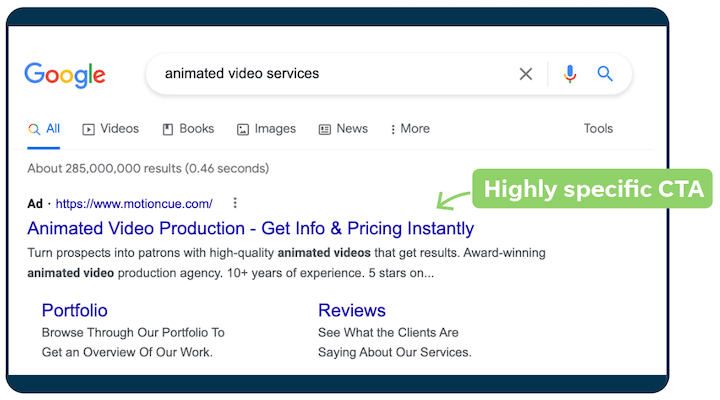 Google
animated video services
All Videos Books Images News More Tools
About 285,000,000 results (0.46 seconds)
Highly specific CTA
Ad · https://www.motioncue.com/
Animated Video Production - Get Info & Pricing Instantly
Turn prospects into patrons with high-quality animated videos that get results. Award-winning
animated video production agency. 10+ years of experience. 5 stars on...
Portfolio
Browse Through Our Portfolio To
Get an Overview Of Our Work.
Reviews
See What the Clients Are
Saying About Our Services.